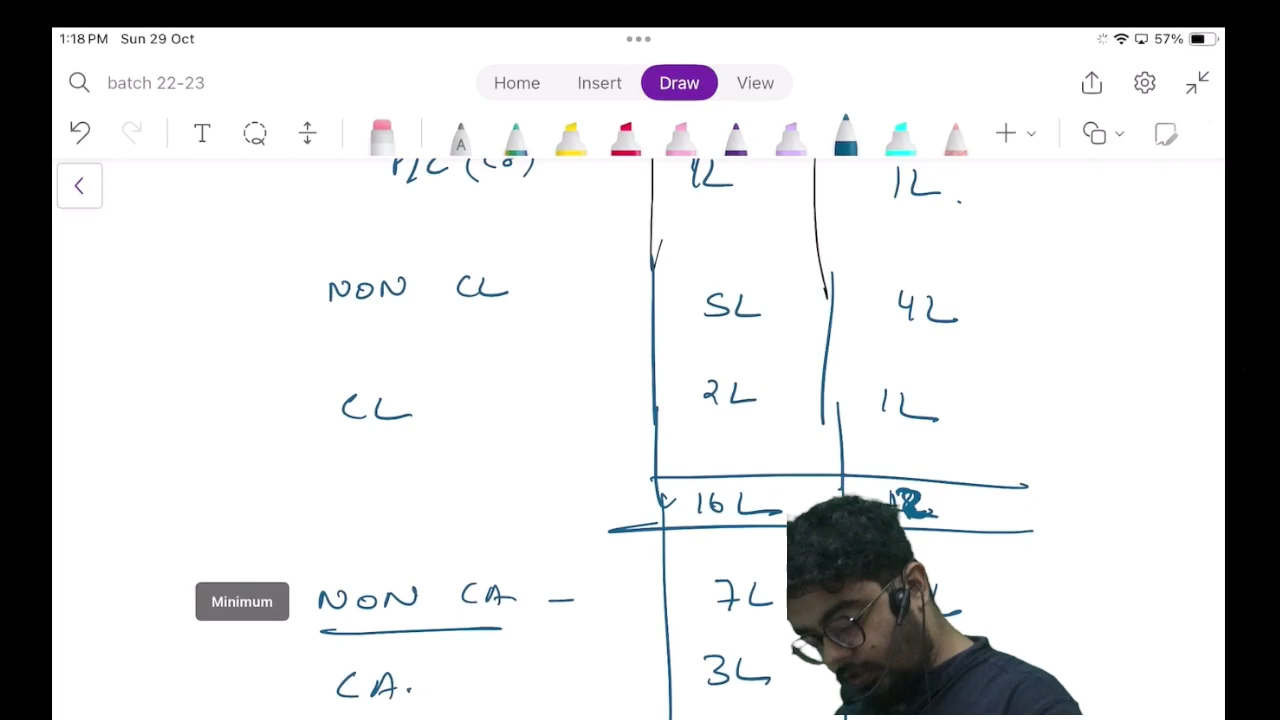 1:18 PM Sun 29 Oct 57%
batch 22-23 Home Insert Draw View
T A
1L.
NON CL 5L 4L
CL 2L 1L
16L
Minimum NON CA - 7L
CA. 3L